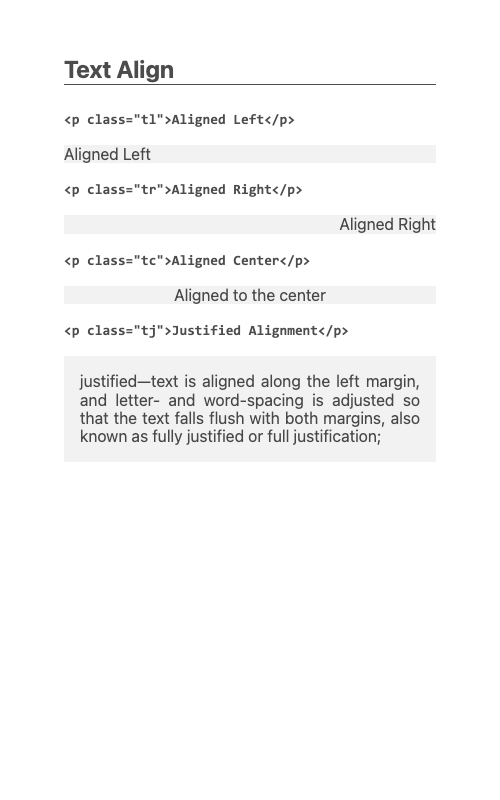 Text Align
<p class="tl">Aligned Left</p>
Aligned Left
<p class="tr">Aligned Right</p>
Aligned Right
<p class="tc">Aligned Center</p>
Aligned to the center
<p class="tj">Justified Alignment</p>
justified—text is aligned along the left margin,
and letter- and word-spacing is adjusted so
that the text falls flush with both margins, also
known as fully justified or full justification;